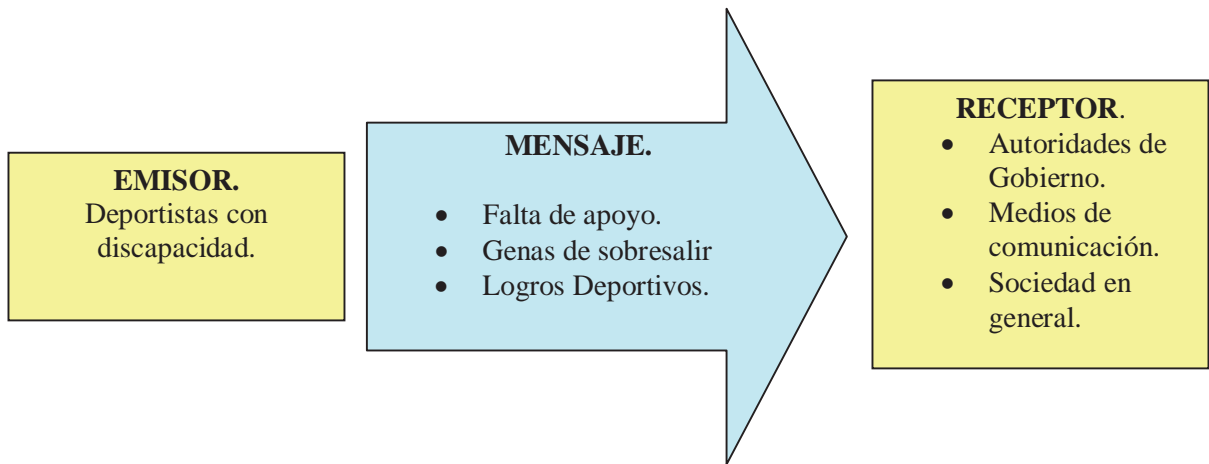 EMISOR.
Deportistas con
discapacidad.
MENSAJE.
• Falta de apoyo.
• Genas de sobresalir
• Logros Deportivos.
RECEPTOR.
• Autoridades de
Gobierno.
• Medios de
comunicación.
• Sociedad en
general.